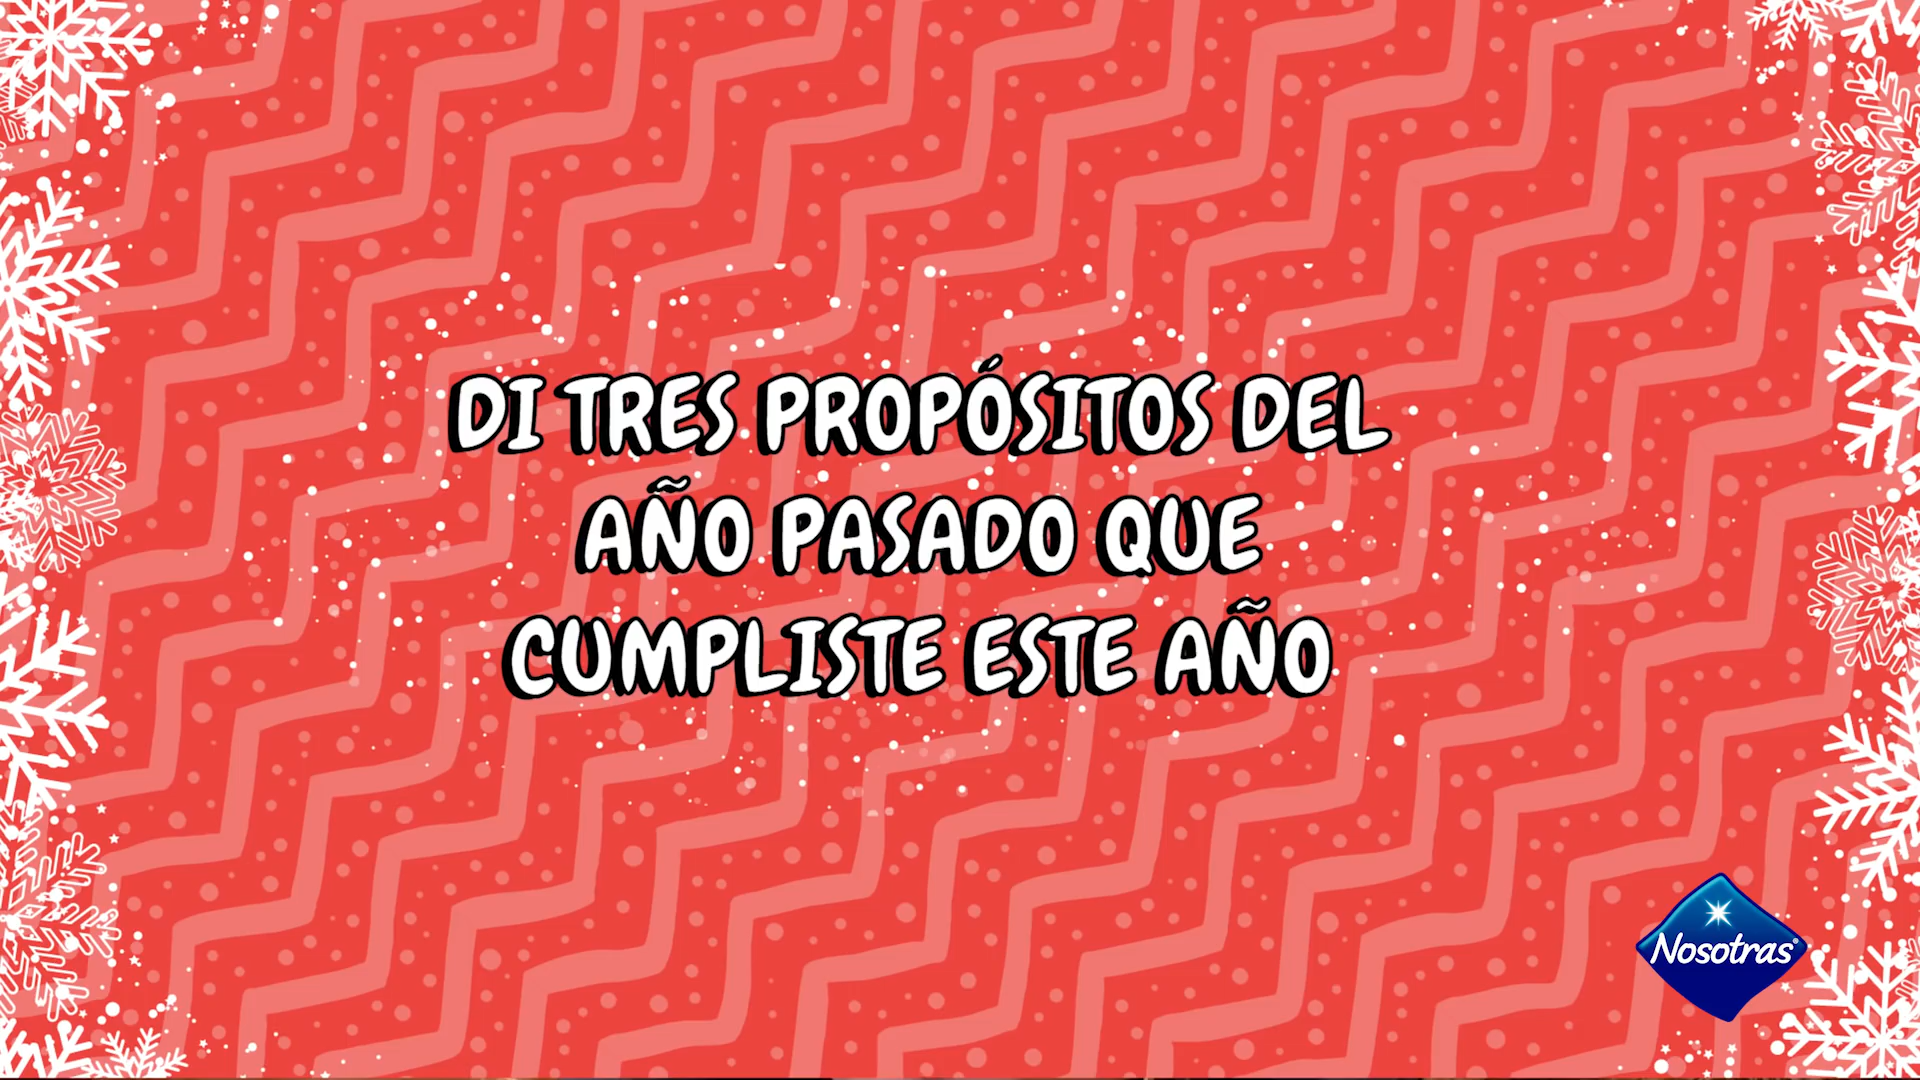 DI TRES PROPÓSITOS DEL
AÑO PASADO QUE
CUMPLISTE ESTE AÑO
Nosotras®